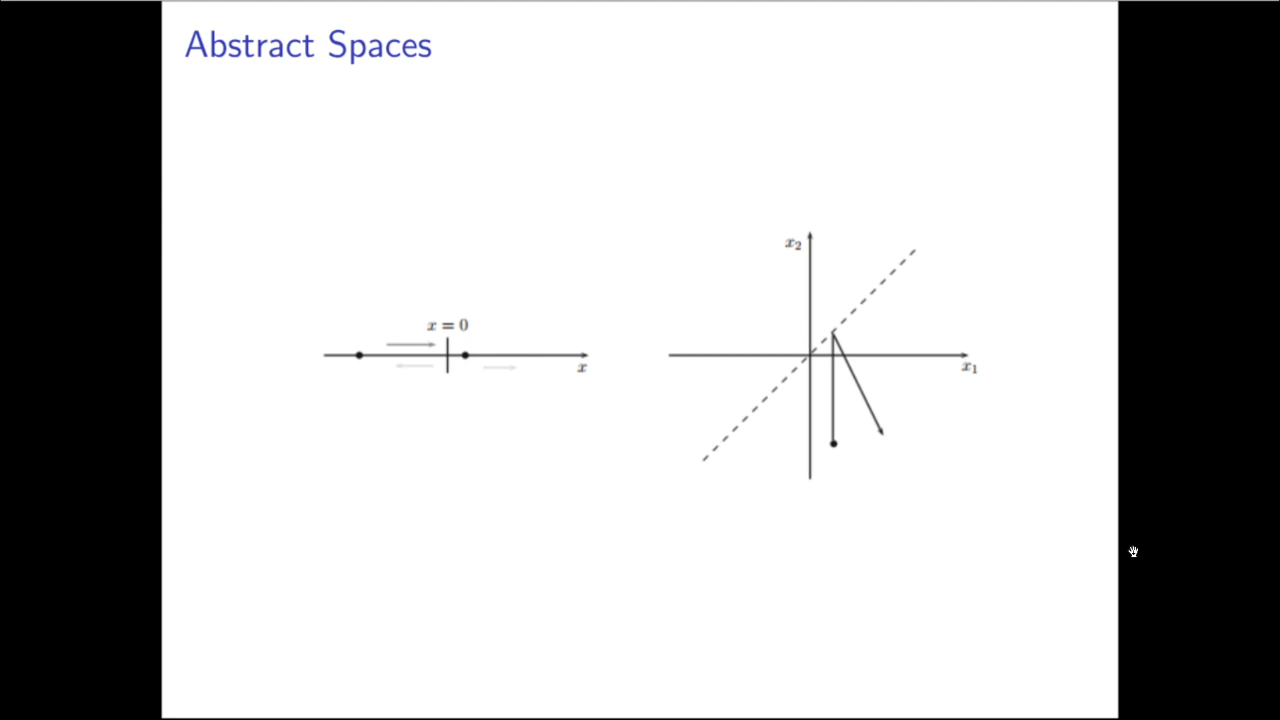 Abstract Spaces
x = 0
x
x₂
x₁